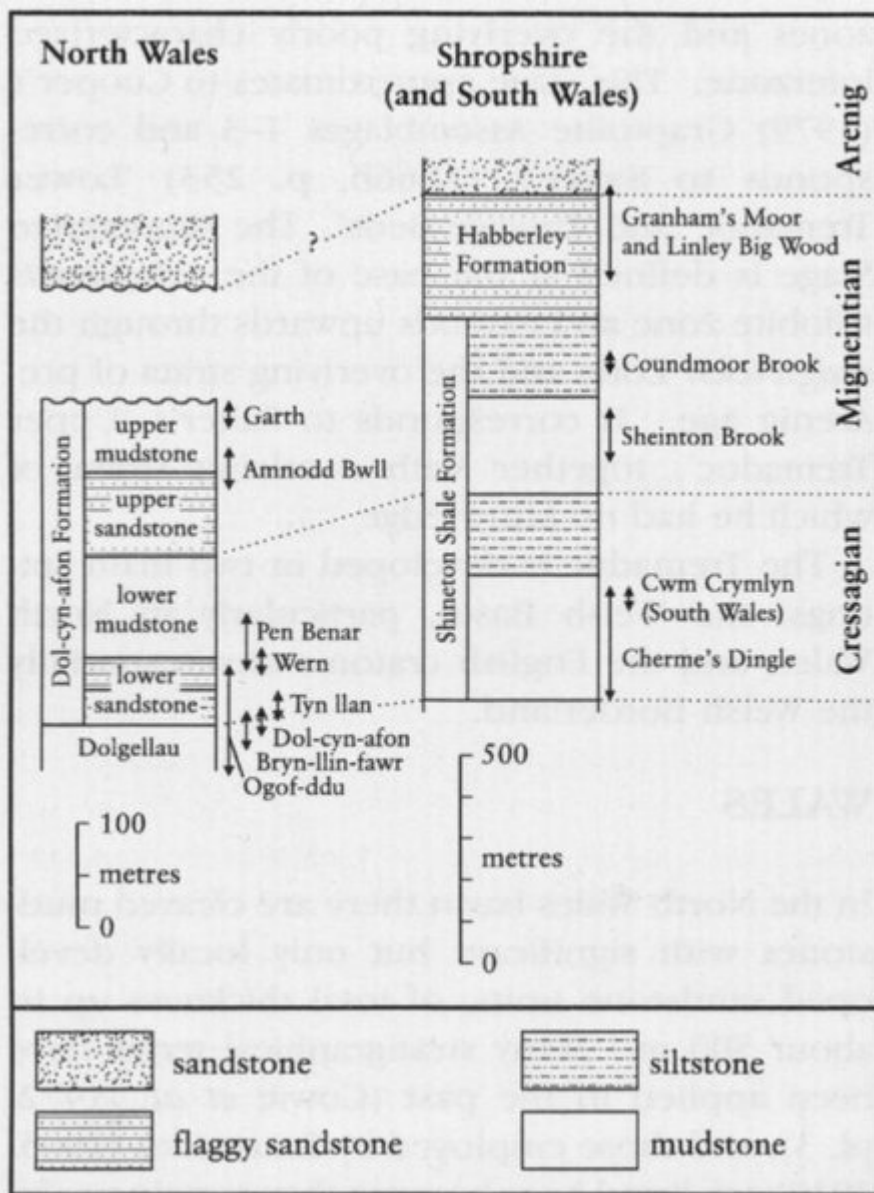 North Wales
Shropshire
(and South Wales)
Arenig
Migneintian
Cressagian
?
Habberley
Formation
Granham's Moor
and Linley Big Wood
Coundmoor Brook
Sheinton Brook
Shineton Shale Formation
Cwm Crymlyn
(South Wales)
Cherme's Dingle
Dol-cyn-afon Formation
upper
mudstone
upper
sandstone
lower
mudstone
lower
sandstone
Dolgellau
Garth
Amnodd Bwll
Pen Benar
Wern
Tyn llan
Dol-cyn-afon
Bryn-llin-fawr
Ogof-ddu
100
metres
0
500
metres
0
sandstone
siltstone
flaggy sandstone
mudstone